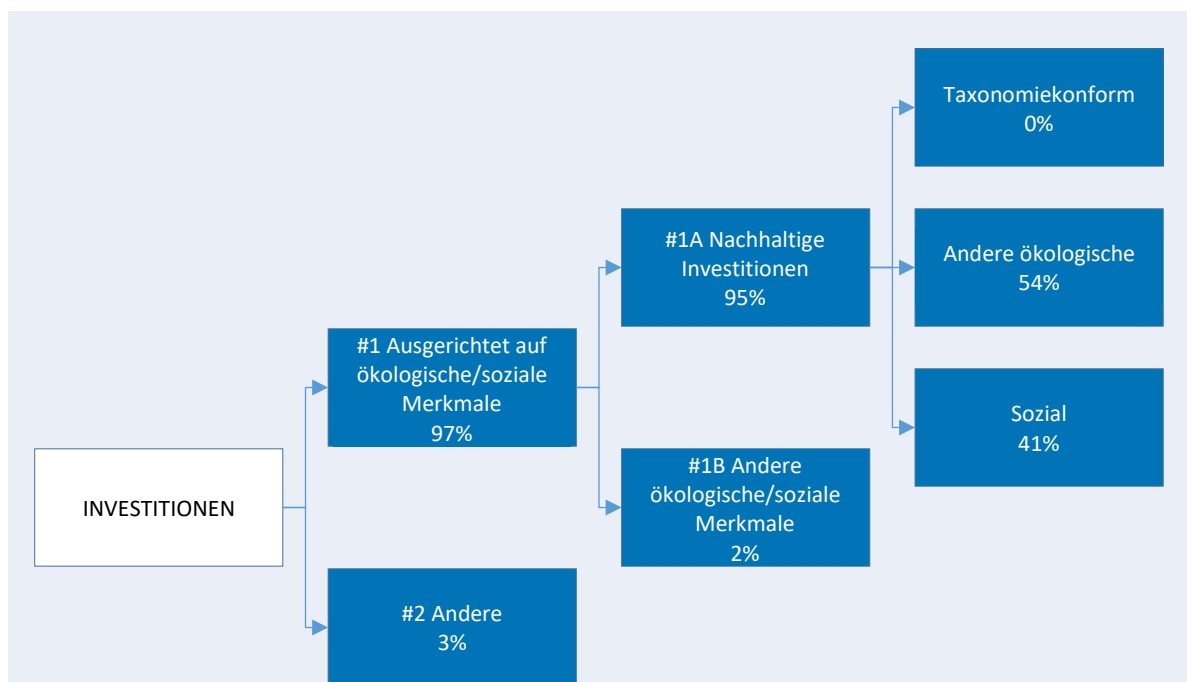 INVESTITIONEN
#1 Ausgerichtet auf
ökologische/soziale
Merkmale
97%
#2 Andere
3%
#1A Nachhaltige
Investitionen
95%
#1B Andere
ökologische/soziale
Merkmale
2%
Taxonomiekonform
0%
Andere ökologische
54%
Sozial
41%